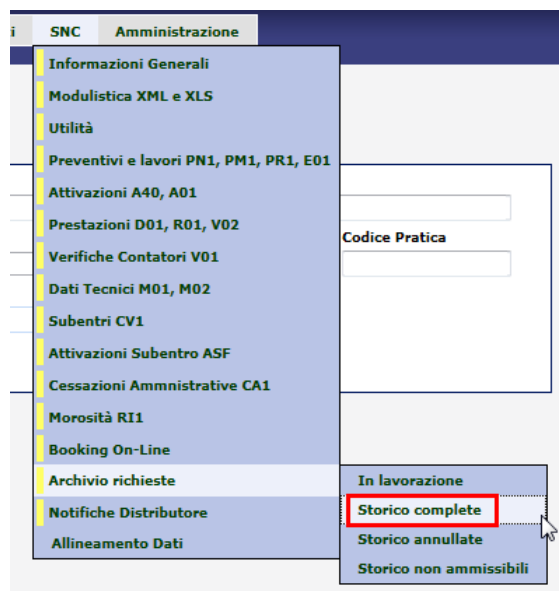 i SNC Amministrazione
Informazioni Generali
Modulistica XML e XLS
Utilità
Preventivi e lavori PN1, PM1, PR1, E01
Attivazioni A40, A01
Prestazioni D01, R01, V02
Codice Pratica
Verifiche Contatori V01
Dati Tecnici M01, M02
Subentri CV1
Attivazioni Subentro ASF
Cessazioni Ammnistrative CA1
Morosità RI1
Booking On-Line
Archivio richieste
Notifiche Distributore
Allineamento Dati
In lavorazione
Storico complete
Storico annullate
Storico non ammissibili